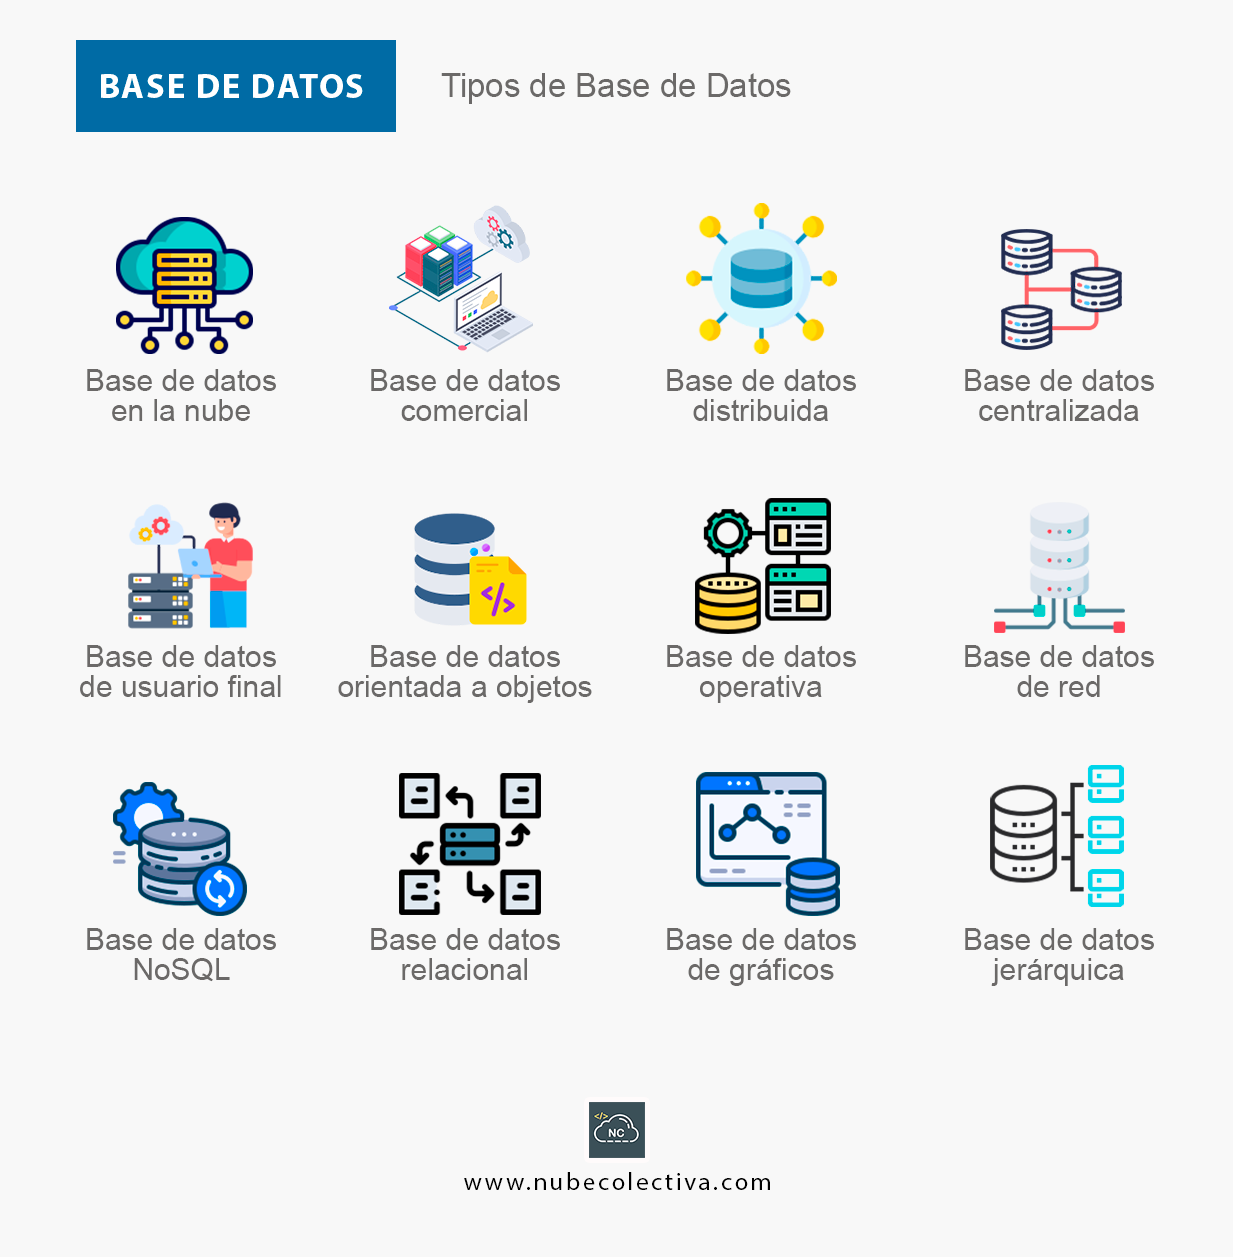 BASE DE DATOS
Tipos de Base de Datos
Base de datos
en la nube
Base de datos
comercial
Base de datos
distribuida
Base de datos
centralizada
Base de datos
de usuario final
Base de datos
orientada a objetos
Base de datos
operativa
Base de datos
de red
Base de datos
NoSQL
Base de datos
relacional
Base de datos
de gráficos
Base de datos
jerárquica
</>
NC
www.nubecolectiva.com